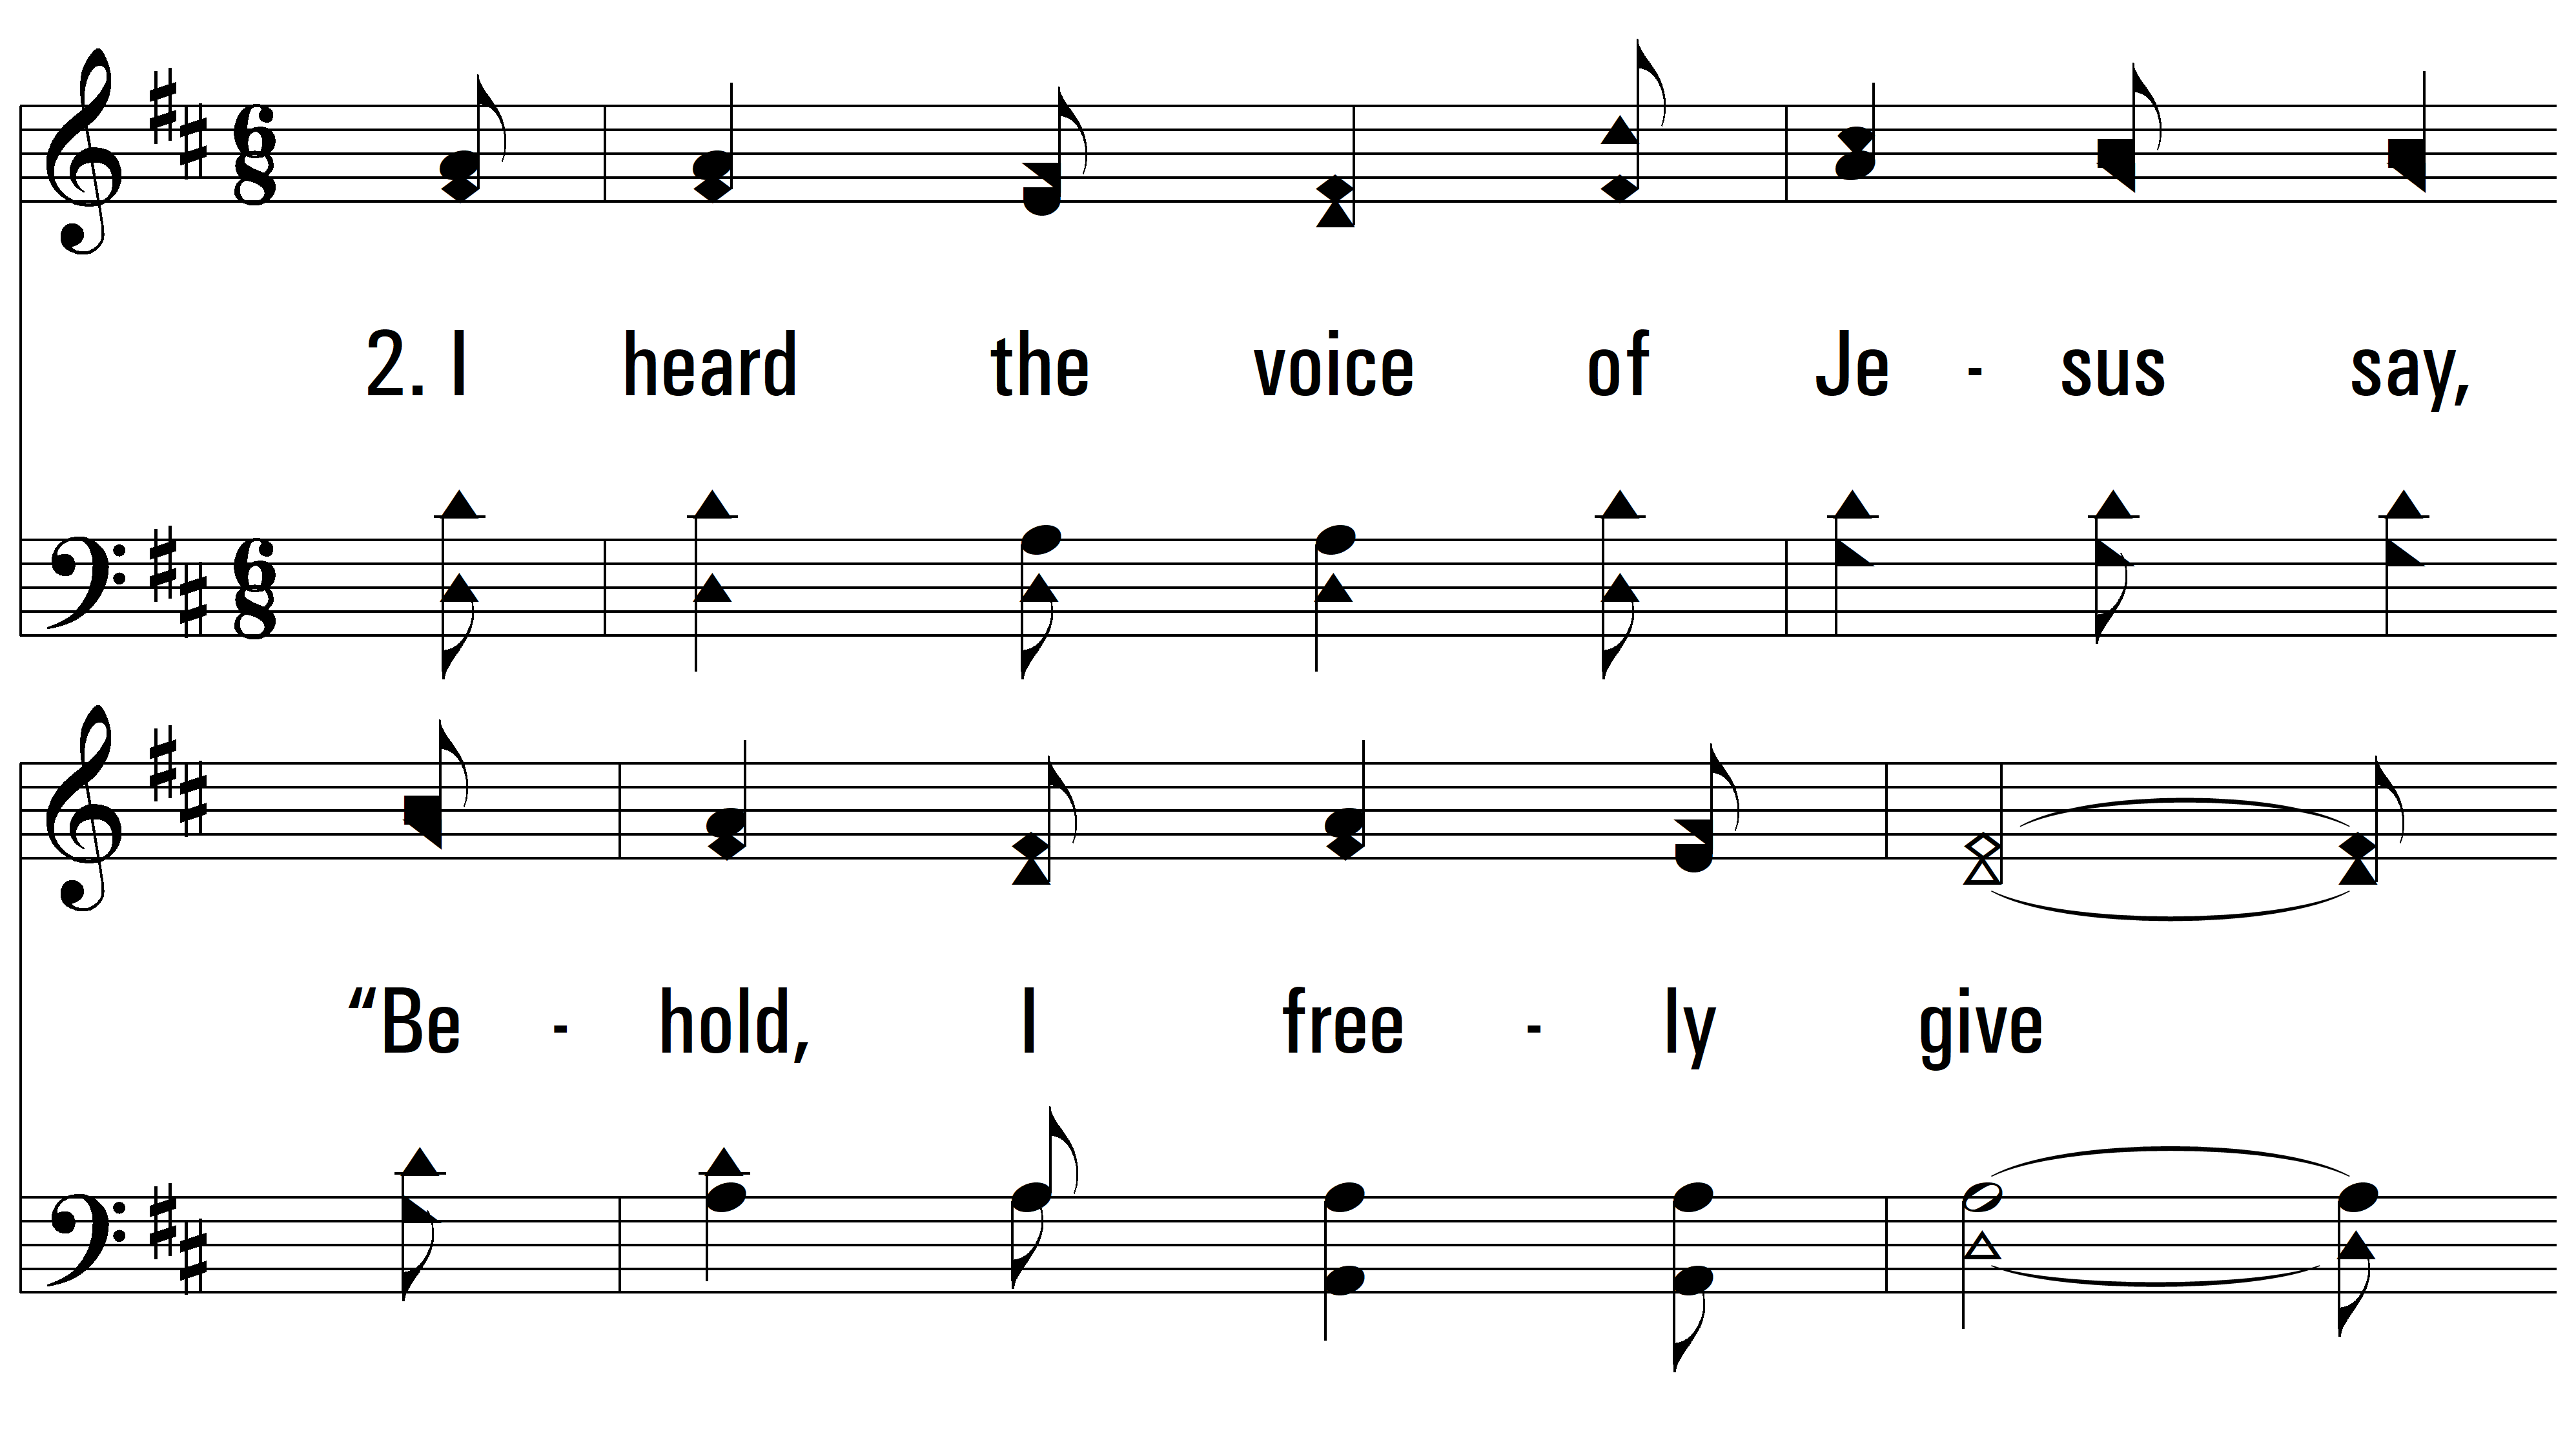 2. I heard the voice of Je - sus say,
“Be - hold, I free - ly give